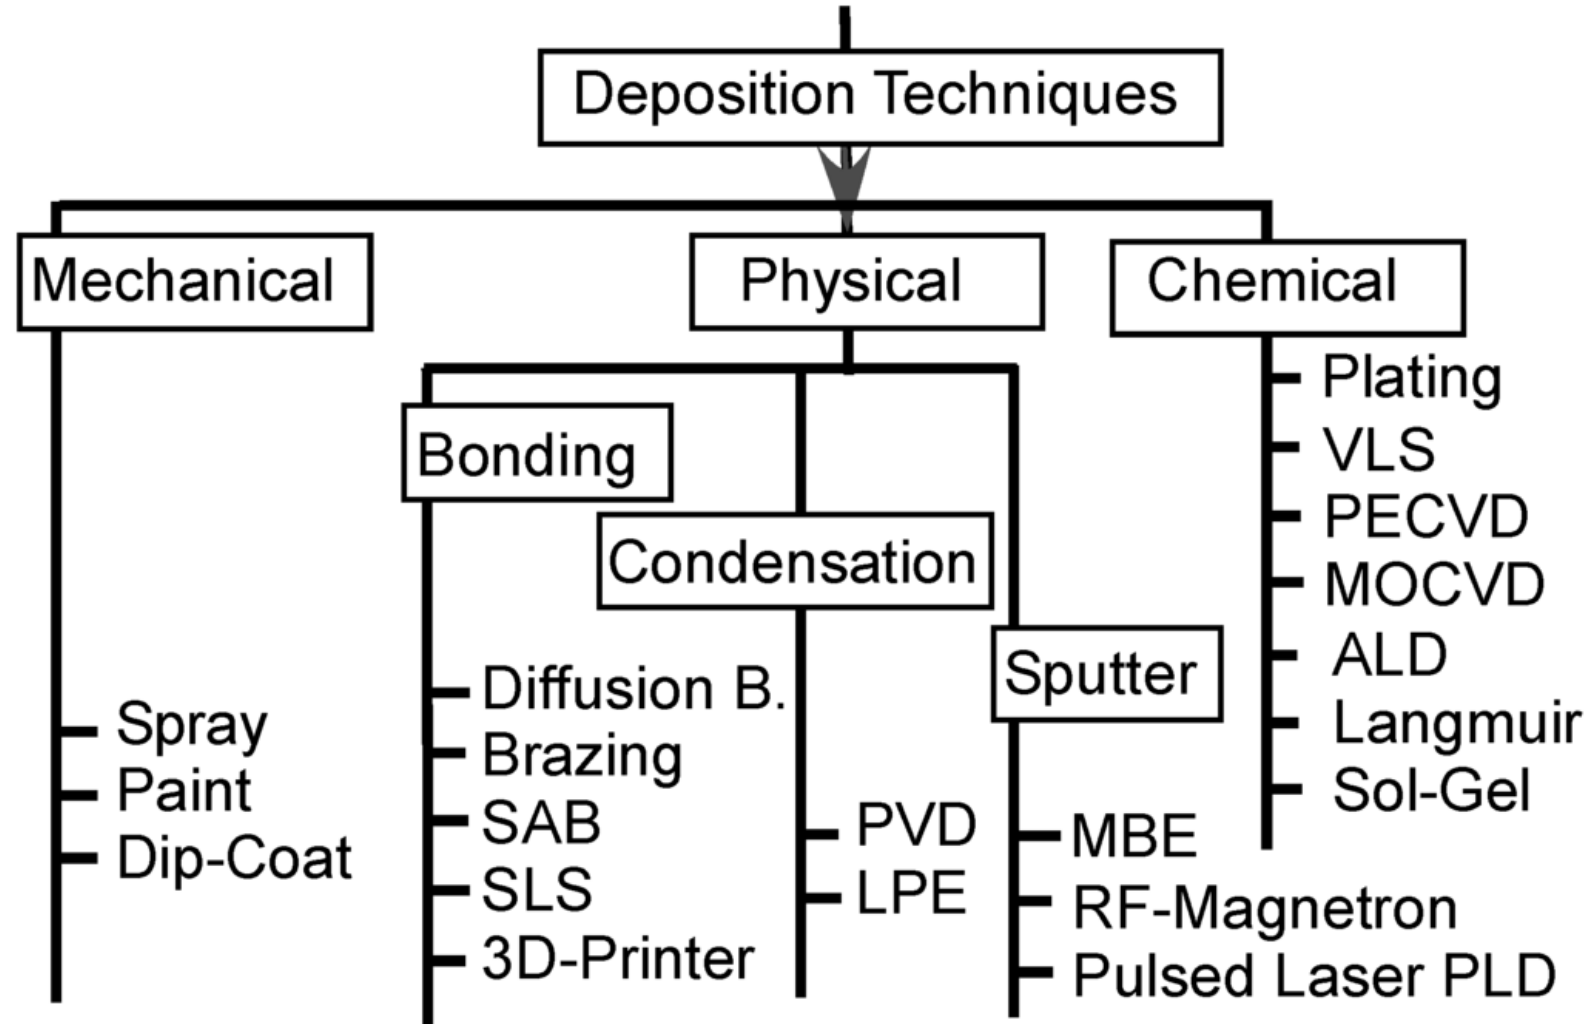 Deposition Techniques
Mechanical
Spray
Paint
Dip-Coat
Physical
Bonding
Diffusion B.
Brazing
SAB
SLS
3D-Printer
Condensation
PVD
LPE
Sputter
MBE
RF-Magnetron
Pulsed Laser PLD
Chemical
Plating
VLS
PECVD
MOCVD
ALD
Langmuir
Sol-Gel